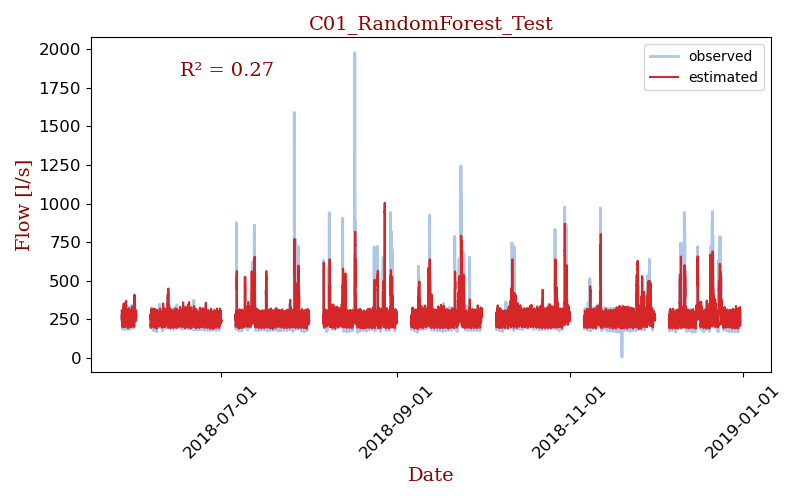 C01_RandomForest_Test
R² = 0.27
observed
estimated
Flow [l/s]
2000
1750
1500
1250
1000
750
500
250
0
2018-07-01
2018-09-01
2018-11-01
2019-01-01
Date